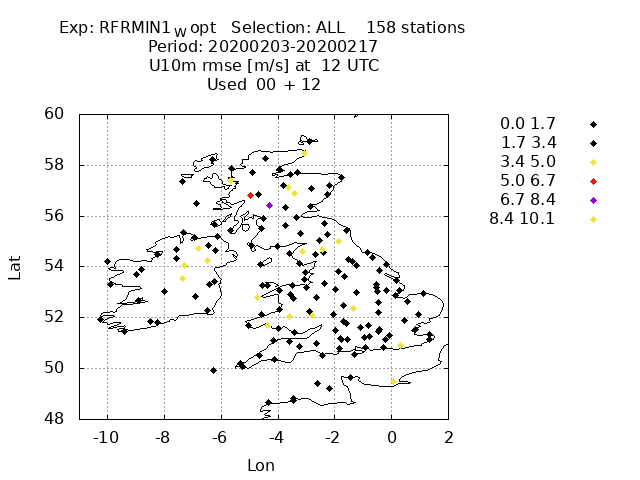 Exp: RFRMIN1w opt   Selection: ALL    158 stations
Period: 20200203-20200217
U10m rmse [m/s] at  12 UTC
Used  00 + 12
0.0 1.7
1.7 3.4
3.4 5.0
5.0 6.7
6.7 8.4
8.4 10.1
60
58
56
54
52
50
48
Lat
-10 -8 -6 -4 -2 0 2
Lon